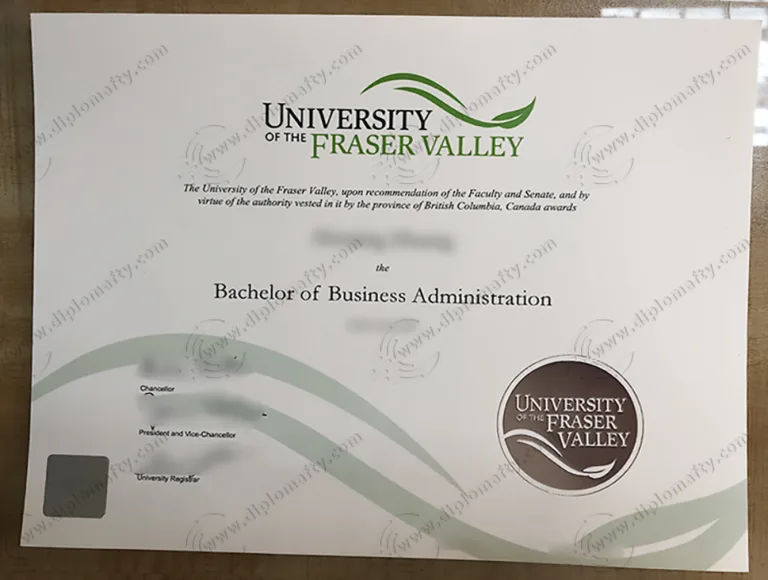 UNIVERSITY
OF THE FRASER VALLEY
The University of the Fraser Valley, upon recommendation of the Faculty and Senate, and by
virtue of the authority vested in it by the province of British Columbia, Canada awards
the
Bachelor of Business Administration
Chancellor
President and Vice-Chancellor
University Registrar
UNIVERSITY
OF THE FRASER
VALLEY
www.diplomafty.com